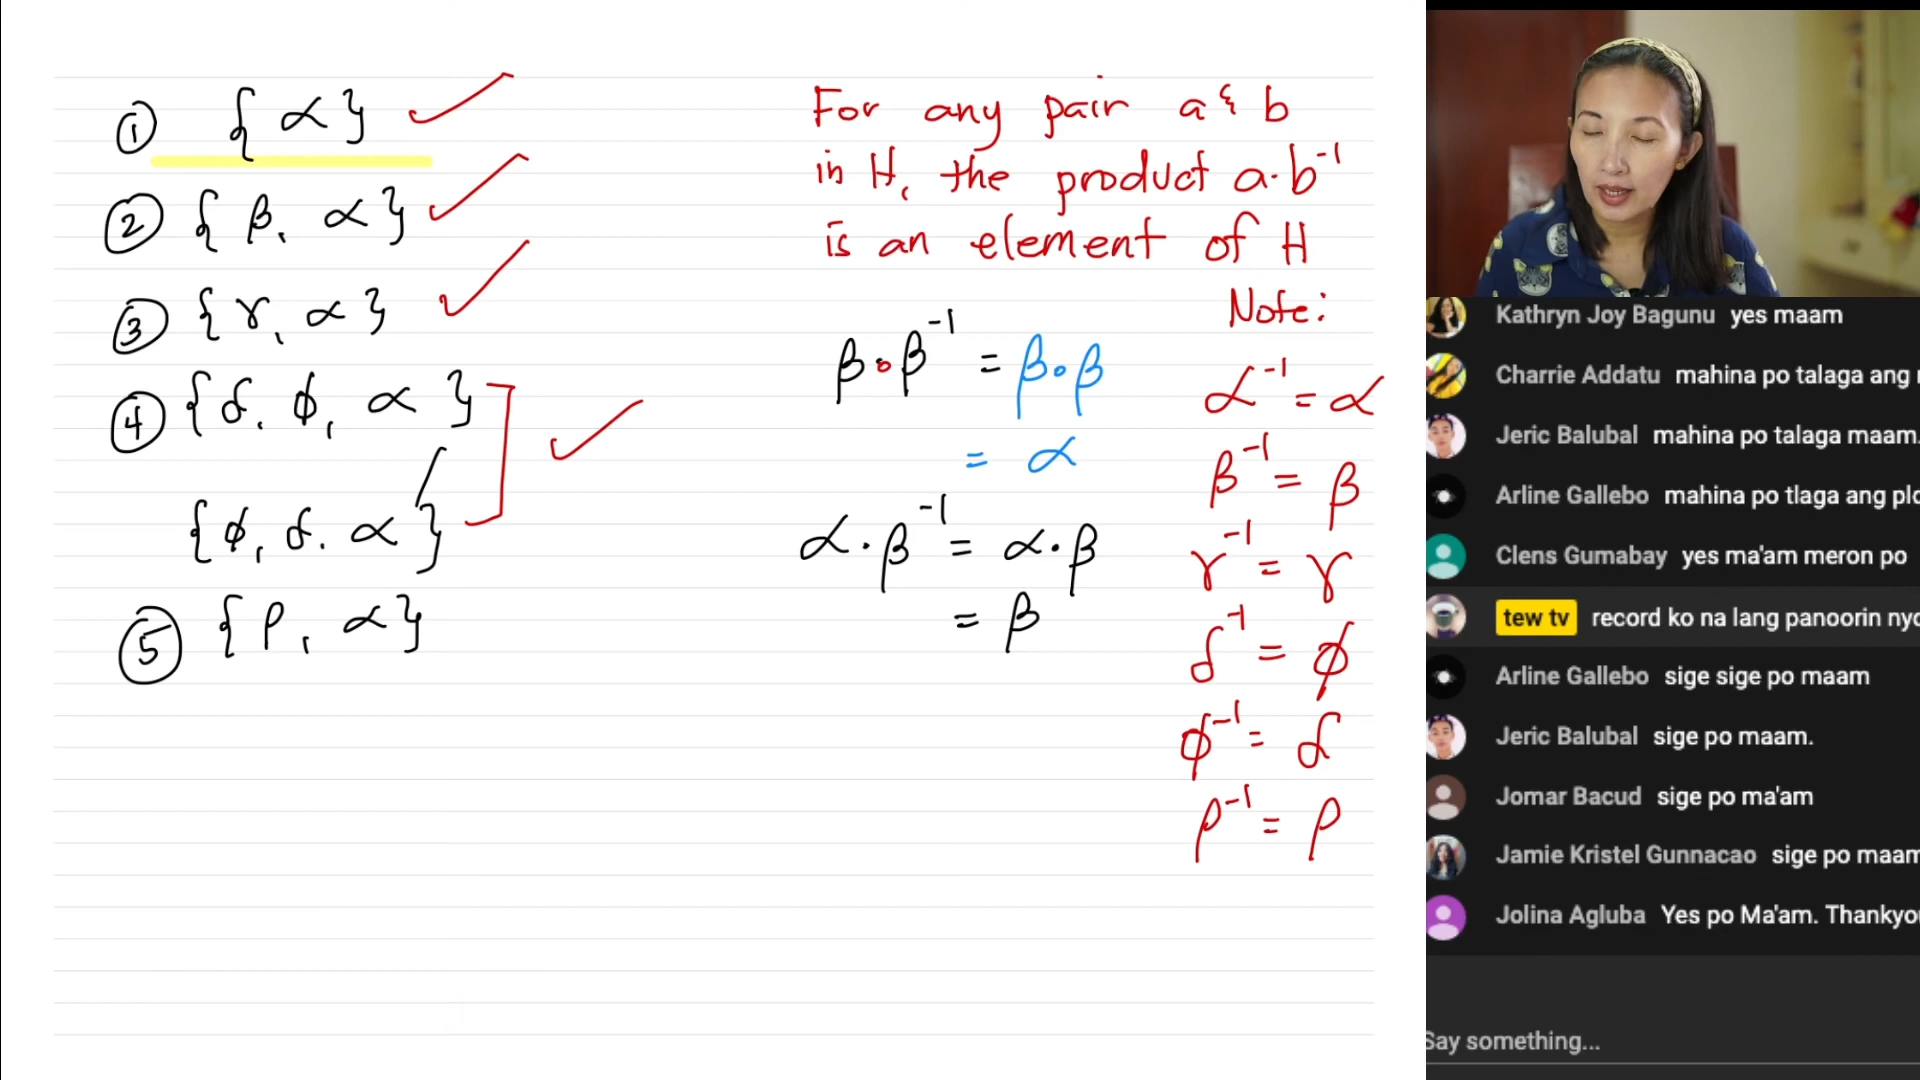 ① {α}
② {β, α}
③ {γ, α}
④ {δ, φ, α}
{φ, δ, α}
⑤ {ρ, α}
For any pair a & b
in H, the product a·b⁻¹
is an element of H
β∘β⁻¹ = β∘β
= α
α·β⁻¹ = α·β
= β
Note:
α⁻¹ = α
β⁻¹ = β
γ⁻¹ = γ
δ⁻¹ = φ
φ⁻¹ = δ
ρ⁻¹ = ρ
Kathryn Joy Bagunu yes maam
Charrie Addatu mahina po talaga ang
Jeric Balubal mahina po talaga maam.
Arline Gallebo mahina po tlaga ang
Clens Gumabay yes ma'am meron po
tew tv record ko na lang panoorin
Arline Gallebo sige sige po maam
Jeric Balubal sige po maam.
Jomar Bacud sige po ma'am
Jamie Kristel Gunnacao sige po maam
Jolina Agluba Yes po Ma'am.
Say something...